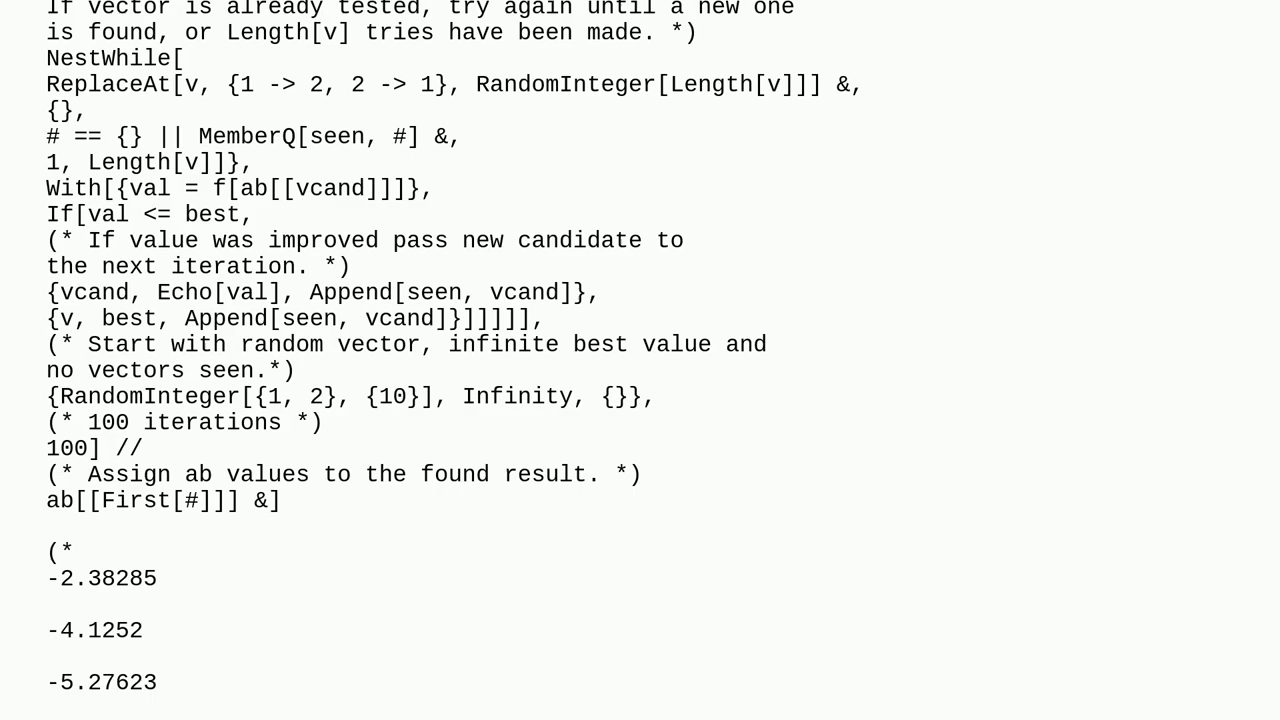 If vector is already tested, try again until a new one
is found, or Length[v] tries have been made. *)
NestWhile[
ReplaceAt[v, {1 -> 2, 2 -> 1}, RandomInteger[Length[v]]] &,
{},
# == {} || MemberQ[seen, #] &,
1, Length[v]]},
With[{val = f[ab[[vcand]]]},
If[val <= best,
(* If value was improved pass new candidate to
the next iteration. *)
{vcand, Echo[val], Append[seen, vcand]},
{v, best, Append[seen, vcand]}]]]]],
(* Start with random vector, infinite best value and
no vectors seen.*)
{RandomInteger[{1, 2}, {10}], Infinity, {}},
(* 100 iterations *)
100] //
(* Assign ab values to the found result. *)
ab[[First[#]]] &]

(*
-2.38285

-4.1252

-5.27623